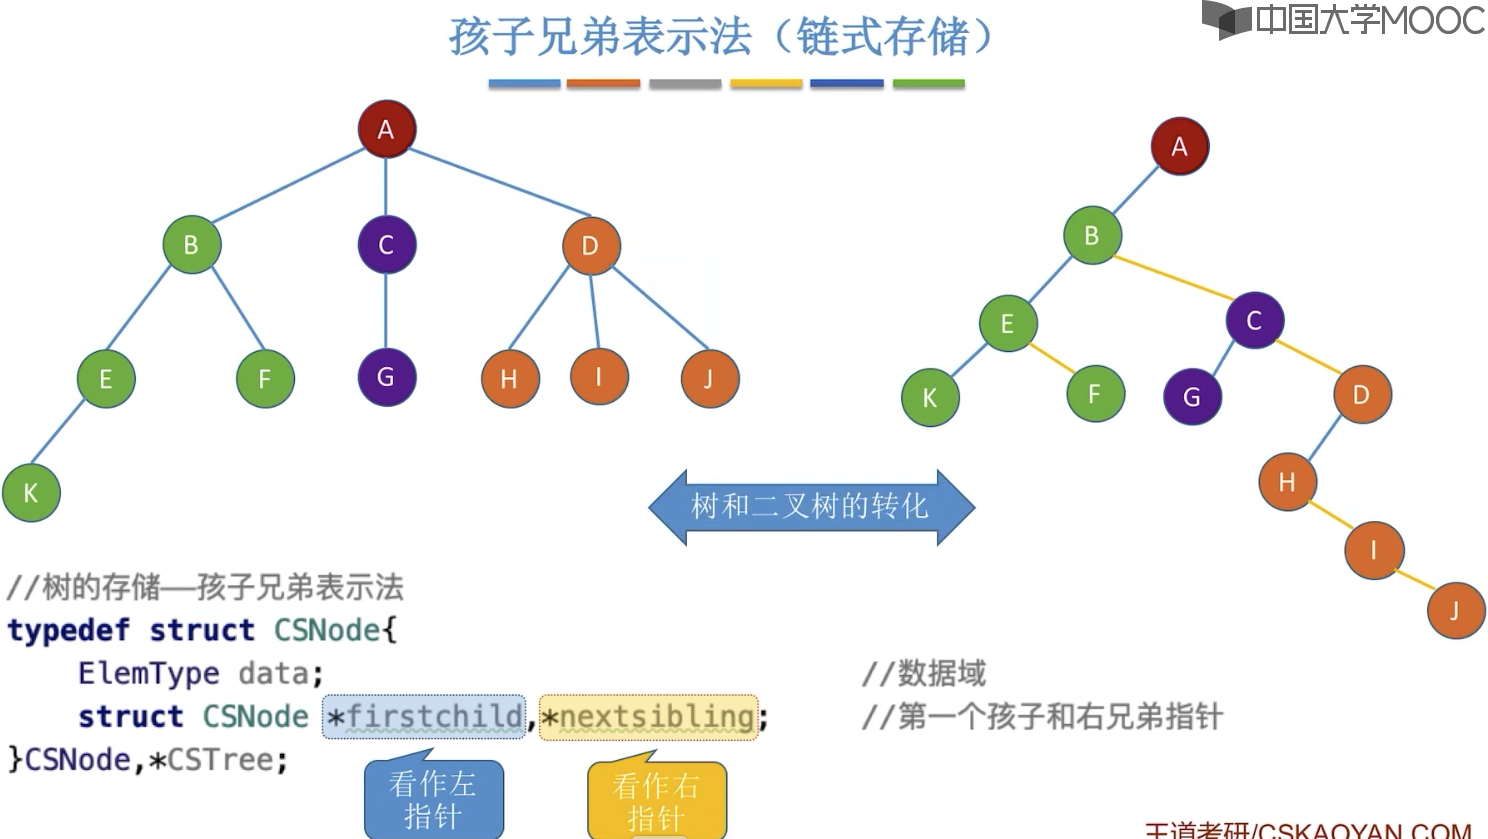 孩子兄弟表示法（链式存储）
中国大学MOOC
A
B
C
D
E
F
G
H
I
J
K
A
B
E
C
K
F
G
D
H
I
J
树和二叉树的转化
//树的存储——孩子兄弟表示法
typedef struct CSNode{
ElemType data; //数据域
struct CSNode *firstchild,*nextsibling; //第一个孩子和右兄弟指针
}CSNode,*CSTree;
看作左
指针
看作右
指针
王道考研/CSKAOYAN.COM